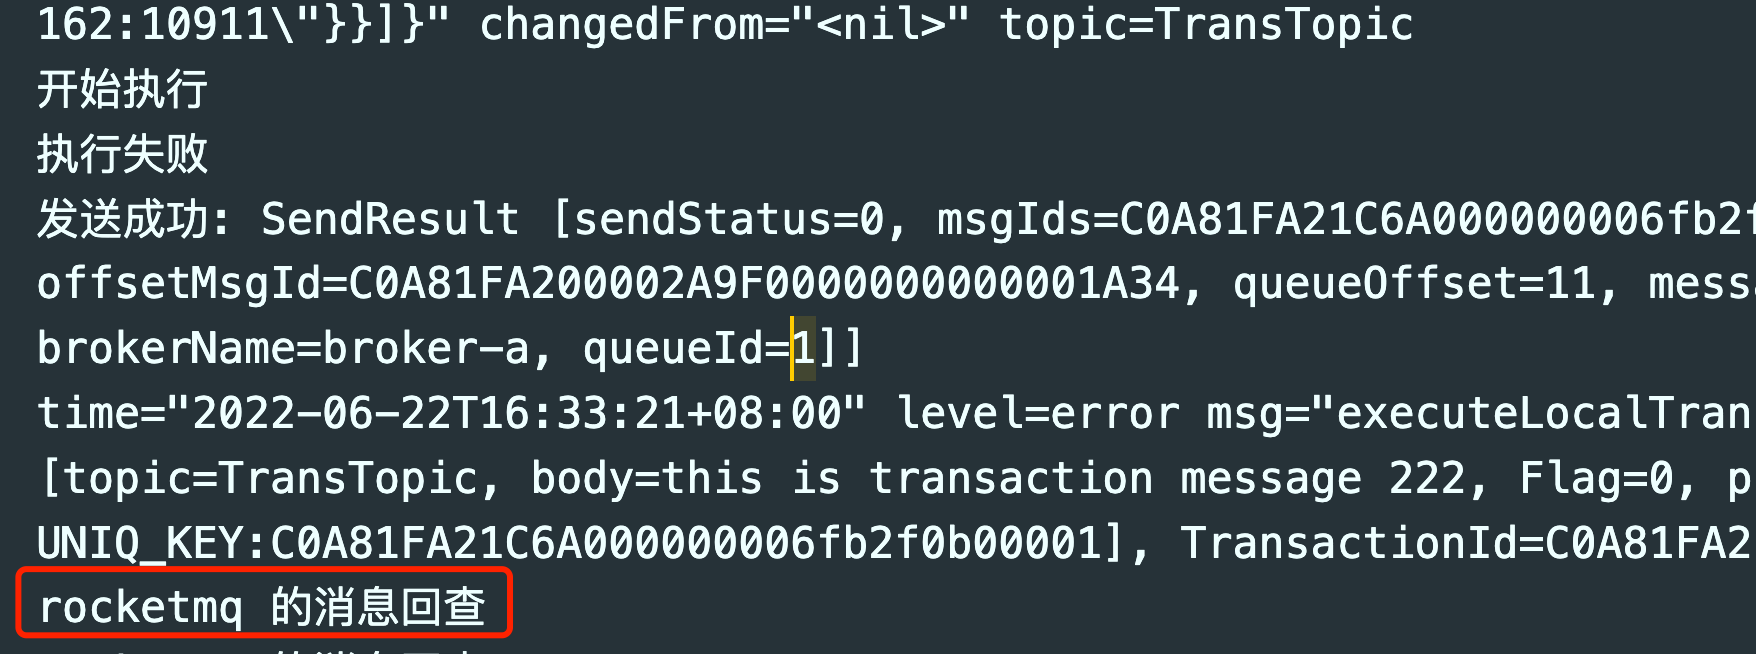 162:10911\"}}]}" changedFrom="<nil>" topic=TransTopic
开始执行
执行失败
发送成功: SendResult [sendStatus=0, msgIds=C0A81FA21C6A000000006fb2f
offsetMsgId=C0A81FA200002A9F0000000000001A34, queueOffset=11, messa
brokerName=broker-a, queueId=1]]
time="2022-06-22T16:33:21+08:00" level=error msg="executeLocalTran
[topic=TransTopic, body=this is transaction message 222, Flag=0, p
UNIQ_KEY:C0A81FA21C6A000000006fb2f0b00001], TransactionId=C0A81FA2
rocketmq 的消息回查